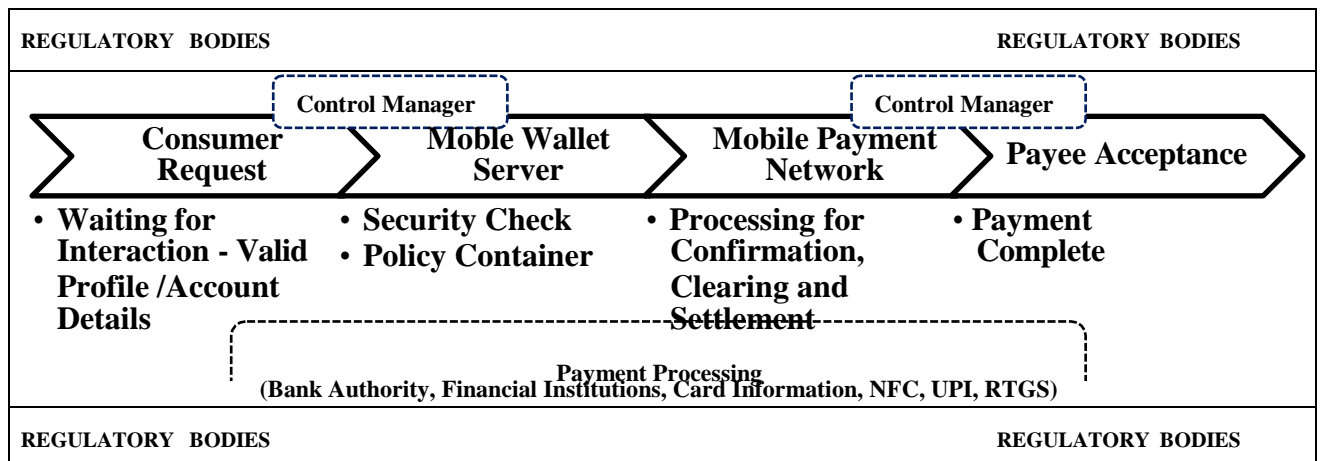 REGULATORY BODIES
REGULATORY BODIES
Control Manager
Control Manager
Consumer
Request
Moble Wallet
Server
Mobile Payment
Network
Payee Acceptance
• Waiting for
Interaction - Valid
Profile /Account
Details
• Security Check
• Policy Container
• Processing for
Confirmation,
Clearing and
Settlement
• Payment
Complete
Payment Processing
(Bank Authority, Financial Institutions, Card Information, NFC, UPI, RTGS)
REGULATORY BODIES
REGULATORY BODIES